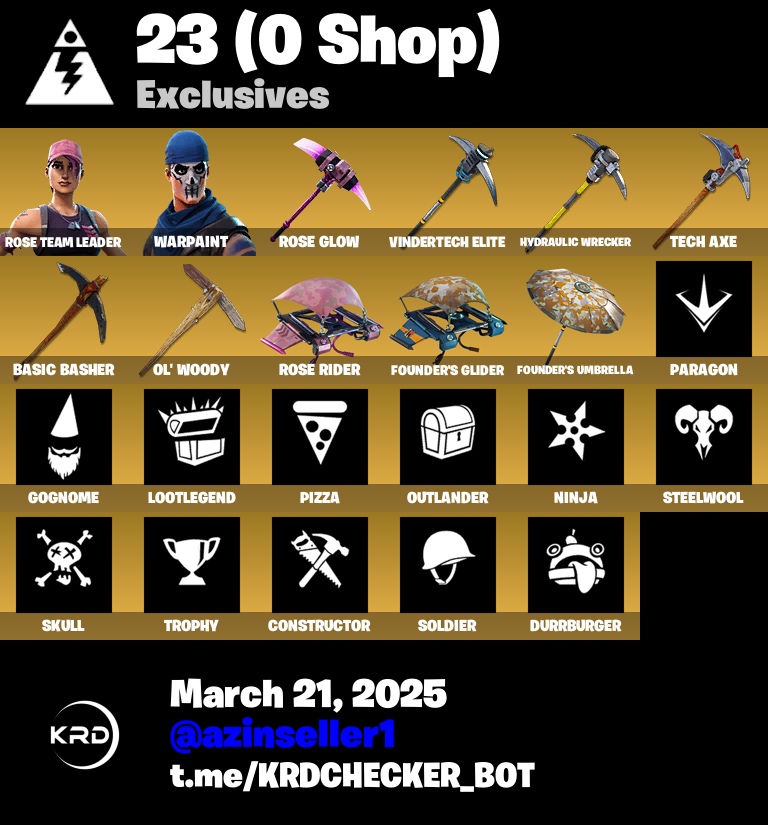 23 (0 Shop)
Exclusives
ROSE TEAM LEADER
WARPAINT
ROSE GLOW
VINDERTECH ELITE
HYDRAULIC WRECKER
TECH AXE
BASIC BASHER
OL' WOODY
ROSE RIDER
FOUNDER'S GLIDER
FOUNDER'S UMBRELLA
PARAGON
GOGNOME
LOOTLEGEND
PIZZA
OUTLANDER
NINJA
STEELWOOL
SKULL
TROPHY
CONSTRUCTOR
SOLDIER
DURRBURGER
KRD
March 21, 2025
@azinseller1
t.me/KRDCHECKER_BOT